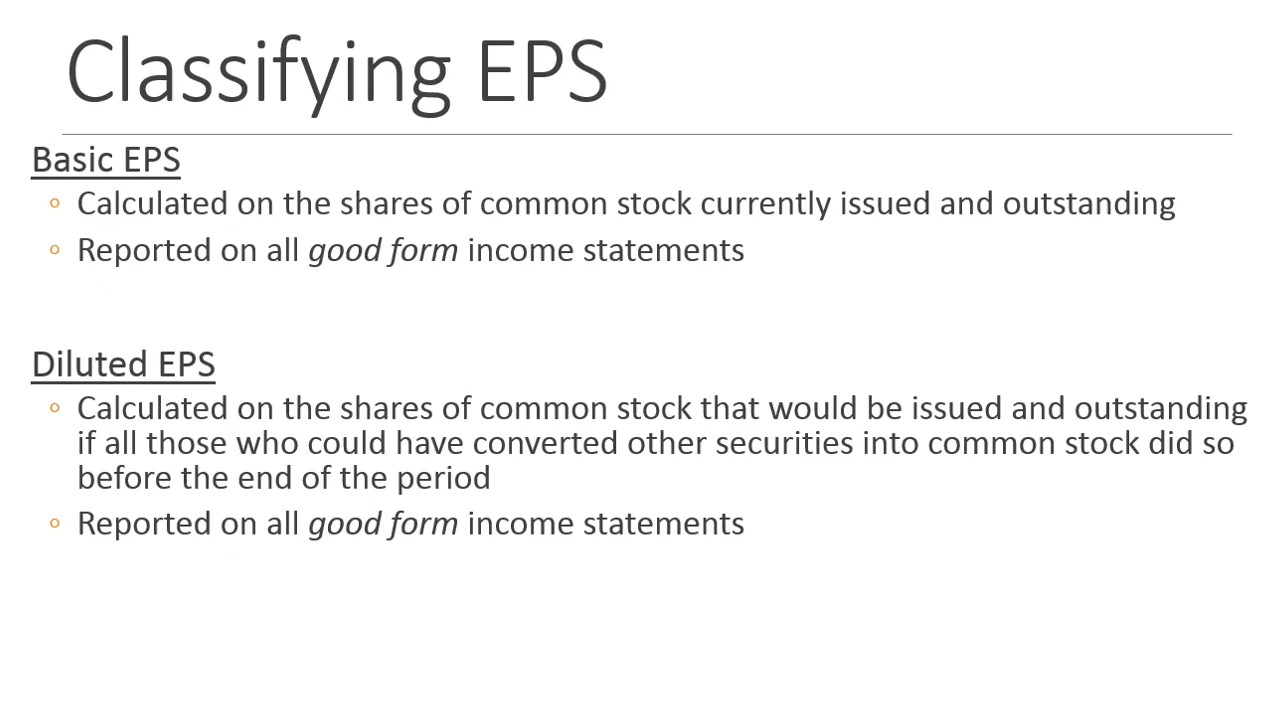 Classifying EPS
Basic EPS
◦ Calculated on the shares of common stock currently issued and outstanding
◦ Reported on all good form income statements
Diluted EPS
◦ Calculated on the shares of common stock that would be issued and outstanding
if all those who could have converted other securities into common stock did so
before the end of the period
◦ Reported on all good form income statements